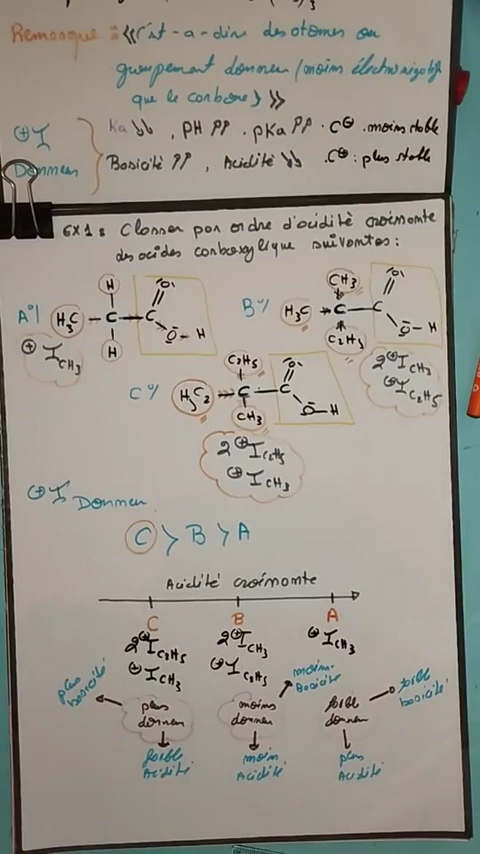 Remarque : «C'est-a-dire des atomes ou
groupement donneur (moins électronégatif
que le carbone) »
⊕I
Donneur
Ka ↓↓ , PH ↑↑ . pKa ↑↑ . C⊖ . moins stable
Basicité ↑↑ , Acidité ↓↓ . C⊕ : plus stable
EX1 : Classer par ordre d'acidité croissante
des acides carboxylique suivantes :
A°/ H₃C C H H C O O H
⊕I CH₃
B°/ H₃C C CH₃ C₂H₅ C O O H
2⊕I CH₃
⊕I C₂H₅
C°/ H₅C₂ C C₂H₅ CH₃ C O O H
2⊕I C₂H₅
⊕I CH₃
⊕I Donneur
C > B > A
Acidité croissante
C B A
2⊕I C₂H₅ 2⊕I CH₃ ⊕I CH₃
⊕I CH₃ ⊕I C₂H₅
plus basicité moins Basicité faible basicité
plus donneur moins donneur faible donneur
faible Acidité moins Acidité plus Acidité